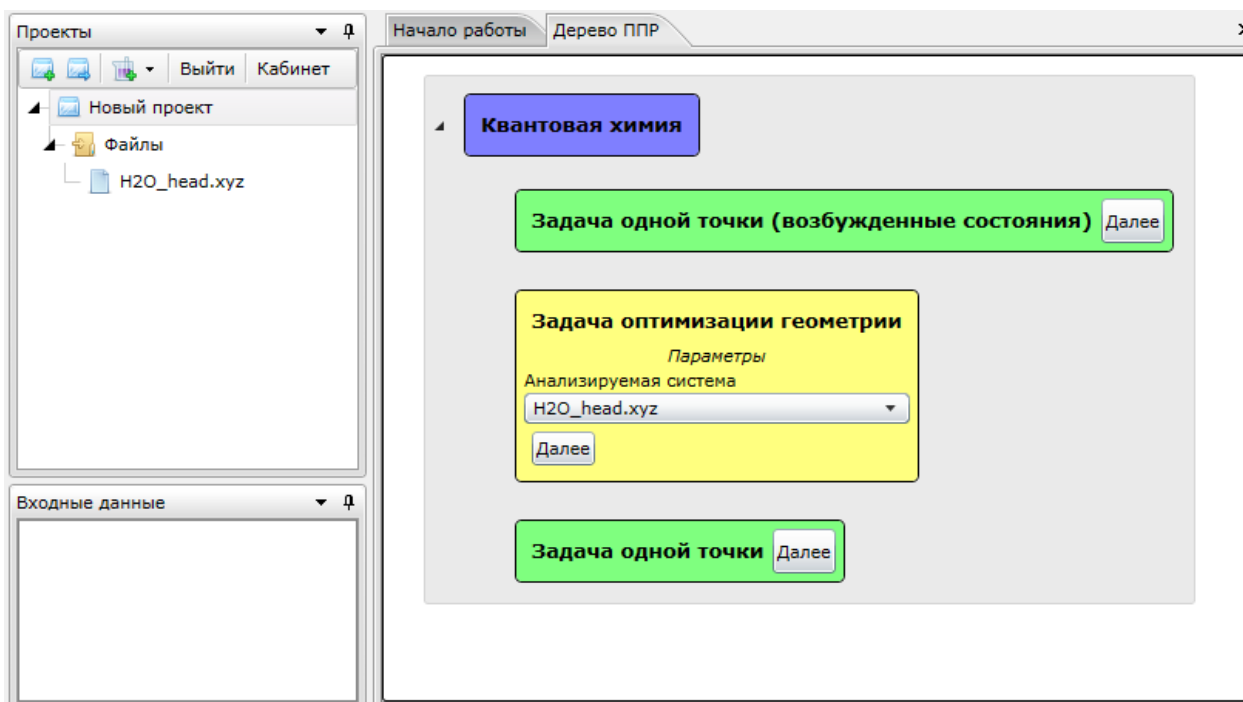 Проекты
Выйти Кабинет
Новый проект
Файлы
H2O_head.xyz
Входные данные
Начало работы Дерево ППР
Квантовая химия
Задача одной точки (возбужденные состояния) Далее
Задача оптимизации геометрии
Параметры
Анализируемая система
H2O_head.xyz
Далее
Задача одной точки Далее